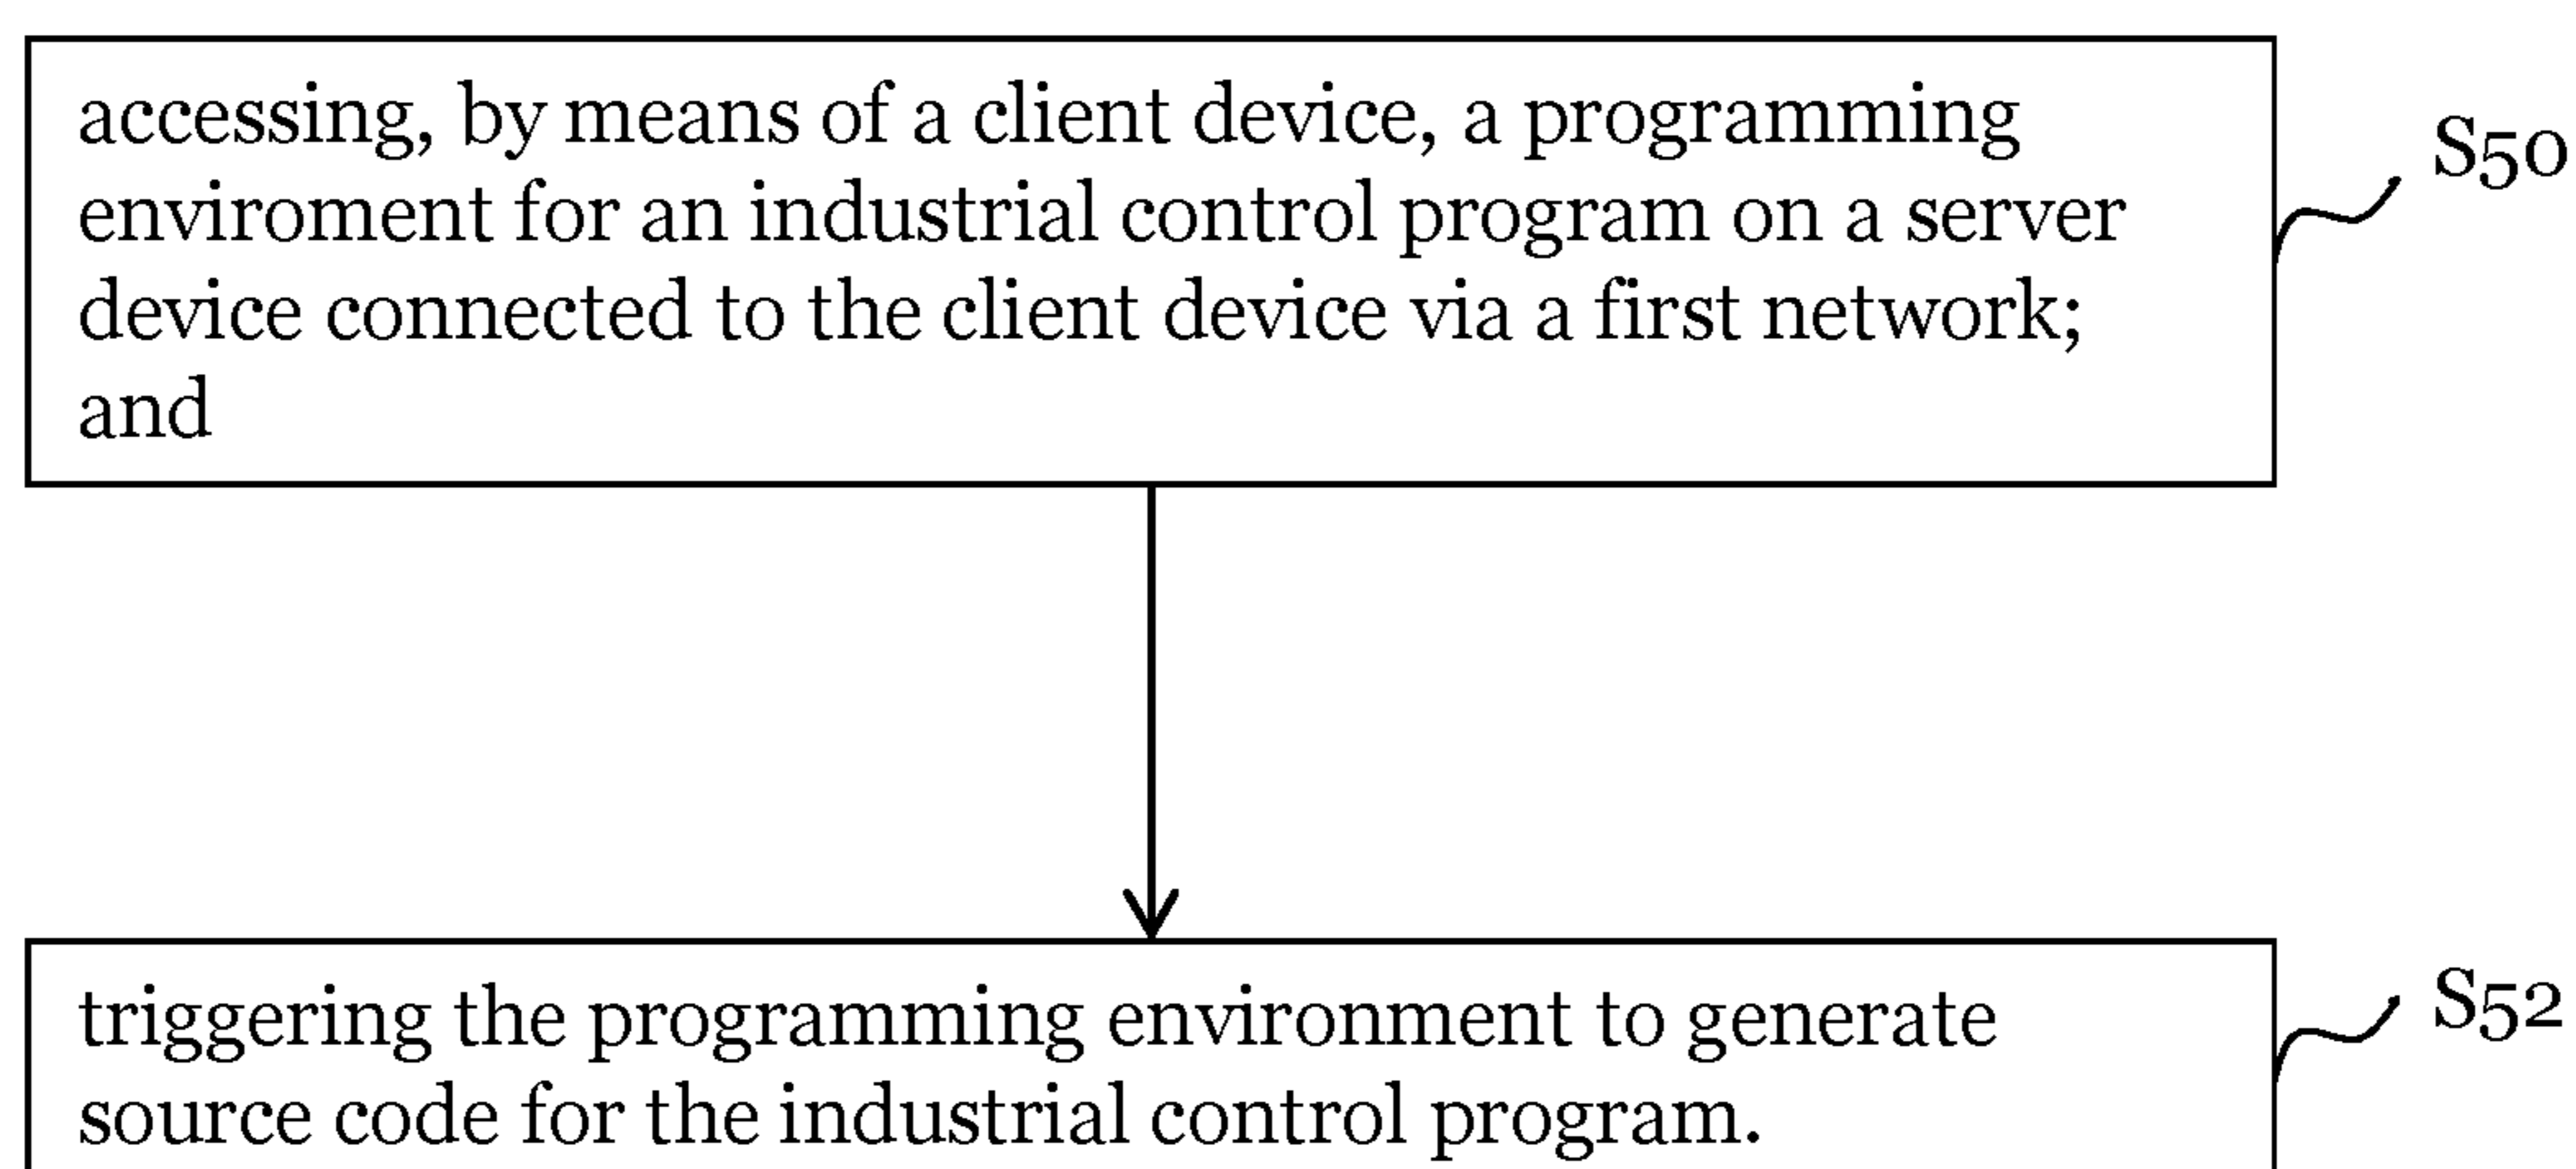 accessing, by means of a client device, a programming
enviroment for an industrial control program on a server
device connected to the client device via a first network;
and
S50
triggering the programming environment to generate
source code for the industrial control program.
S52